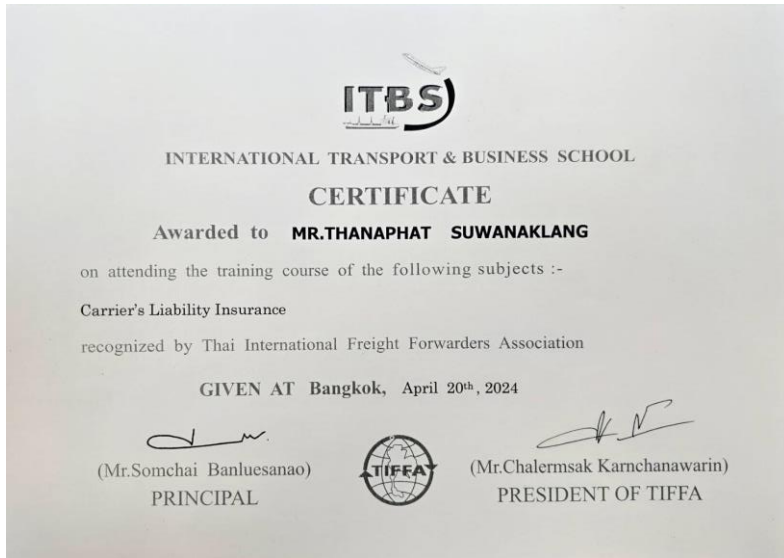 ITBS
INTERNATIONAL TRANSPORT & BUSINESS SCHOOL
CERTIFICATE
Awarded to MR.THANAPHAT SUWANAKLANG
on attending the training course of the following subjects :-
Carrier's Liability Insurance
recognized by Thai International Freight Forwarders Association
GIVEN AT Bangkok, April 20th, 2024
(Mr.Somchai Banluesanao)
PRINCIPAL
TIFFA
(Mr.Chalermsak Karnchanawarin)
PRESIDENT OF TIFFA